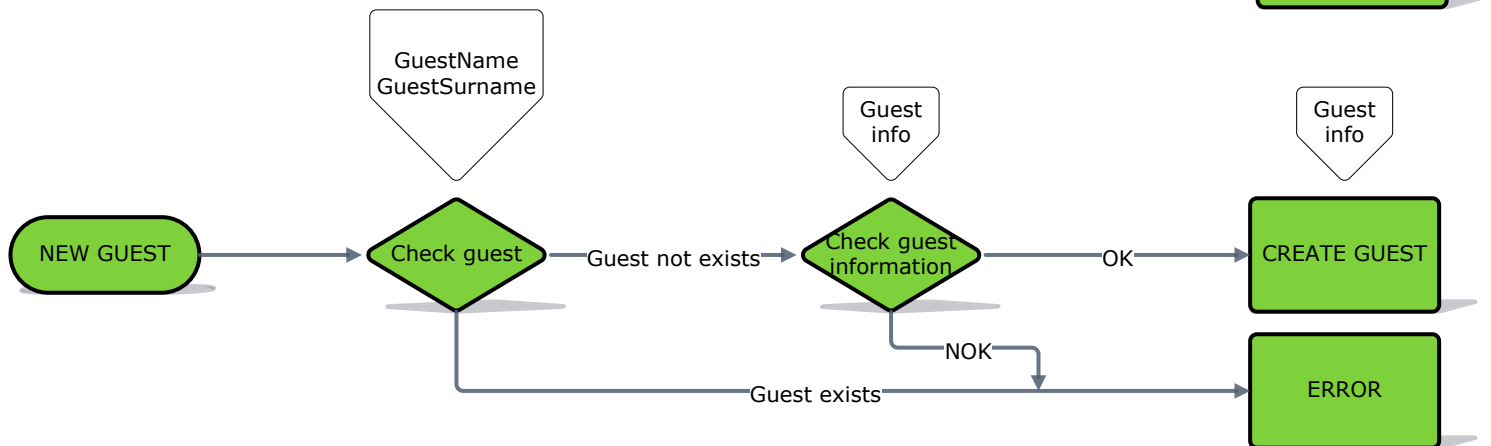 GuestName
GuestSurname
Guest
info
Guest
info
NEW GUEST
Check guest
Guest not exists
Check guest
information
OK
CREATE GUEST
NOK
Guest exists
ERROR